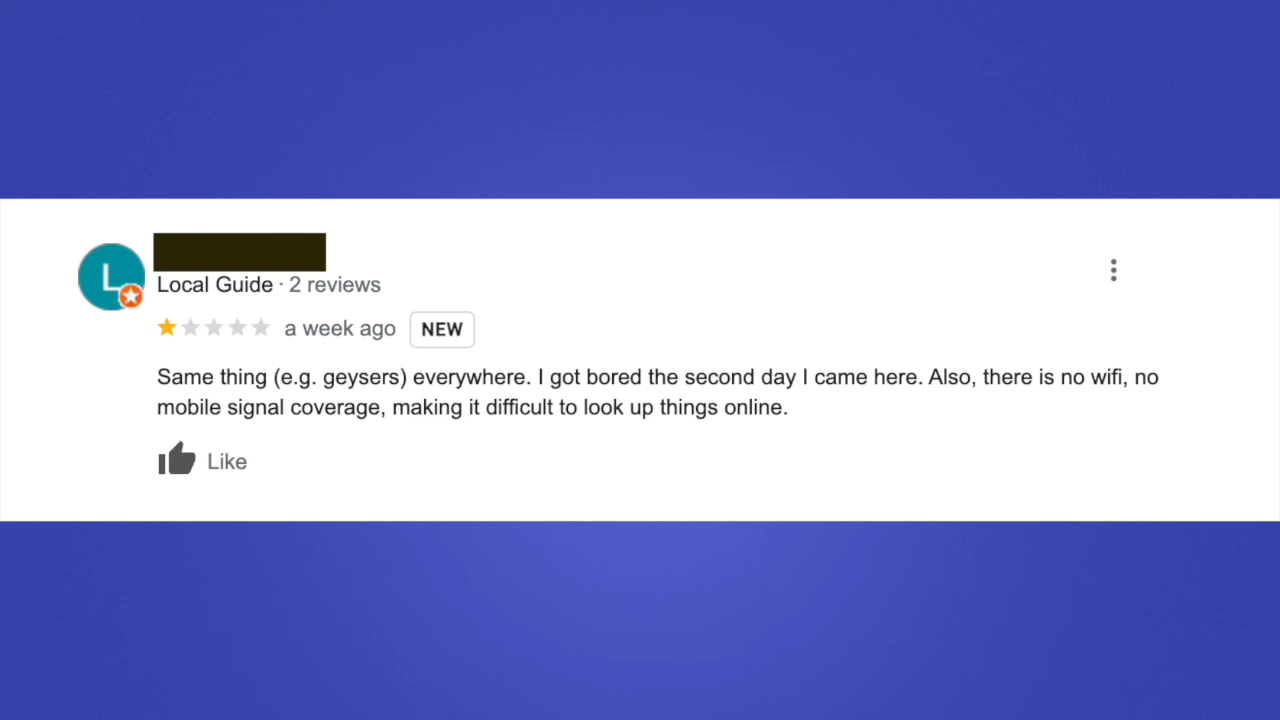 L
Local Guide · 2 reviews
a week ago NEW
Same thing (e.g. geysers) everywhere. I got bored the second day I came here. Also, there is no wifi, no
mobile signal coverage, making it difficult to look up things online.
Like